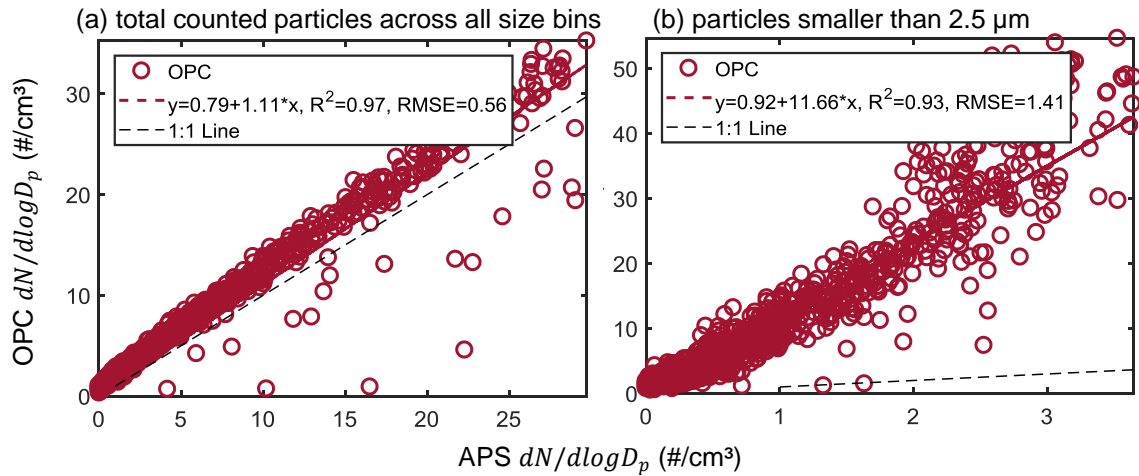 (a) total counted particles across all size bins
(b) particles smaller than 2.5 µm
OPC
y=0.79+1.11*x, R²=0.97, RMSE=0.56
1:1 Line
OPC
y=0.92+11.66*x, R²=0.93, RMSE=1.41
1:1 Line
OPC dN/dlogDₚ (#/cm³)
30
20
10
0
0 5 10 15 20 25
50
40
30
20
10
0
0 1 2 3
APS dN/dlogDₚ (#/cm³)